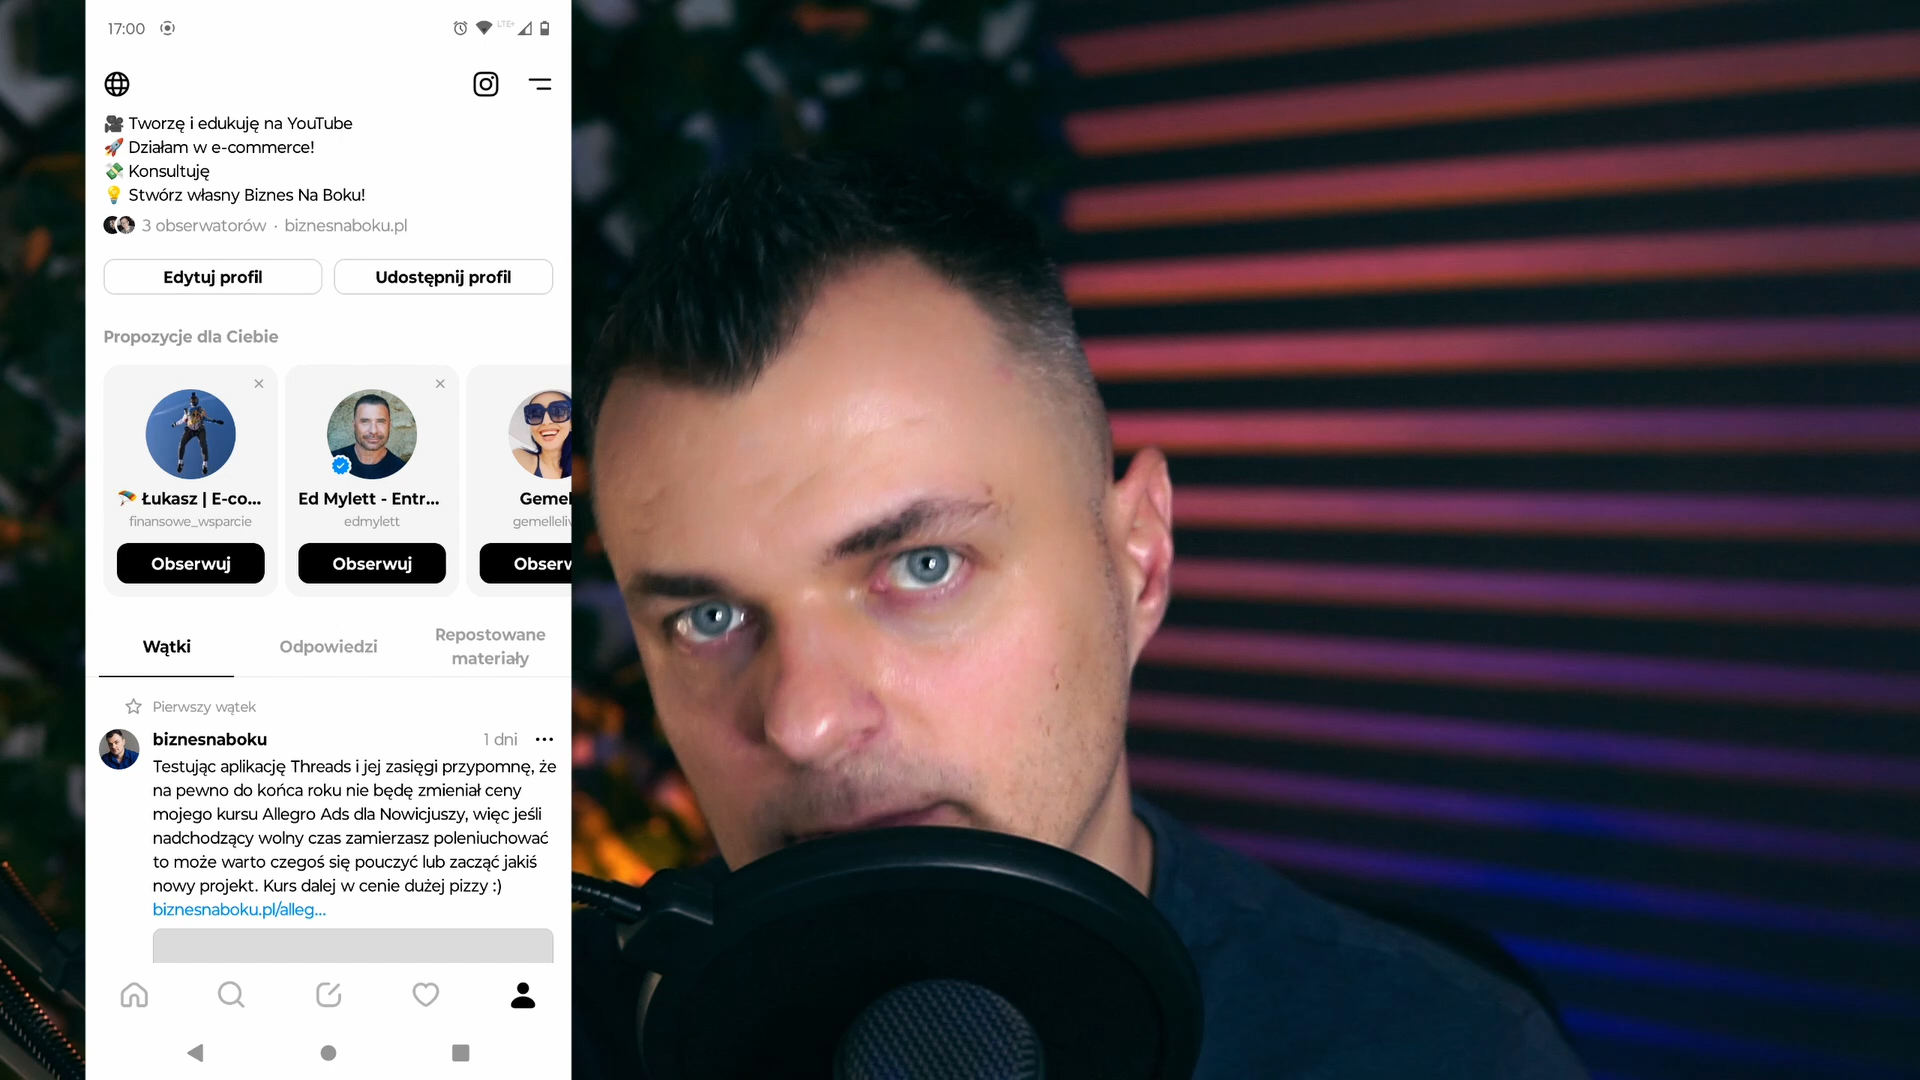 17:00
LTE+
🎥 Tworzę i edukuję na YouTube
🚀 Działam w e-commerce!
💸 Konsultuję
💡 Stwórz własny Biznes Na Boku!
3 obserwatorów · biznesnaboku.pl
Edytuj profil
Udostępnij profil
Propozycje dla Ciebie
🪂 Łukasz | E-co...
finansowe_wsparcie
Obserwuj
Ed Mylett - Entr...
edmylett
Obserwuj
Gemel
gemelleliv
Obserw
Wątki
Odpowiedzi
Repostowane
materiały
Pierwszy wątek
biznesnaboku
1 dni
Testując aplikację Threads i jej zasięgi przypomnę, że
na pewno do końca roku nie będę zmieniał ceny
mojego kursu Allegro Ads dla Nowicjuszy, więc jeśli
nadchodzący wolny czas zamierzasz poleniuchować
to może warto czegoś się pouczyć lub zacząć jakiś
nowy projekt. Kurs dalej w cenie dużej pizzy :)
biznesnaboku.pl/alleg...